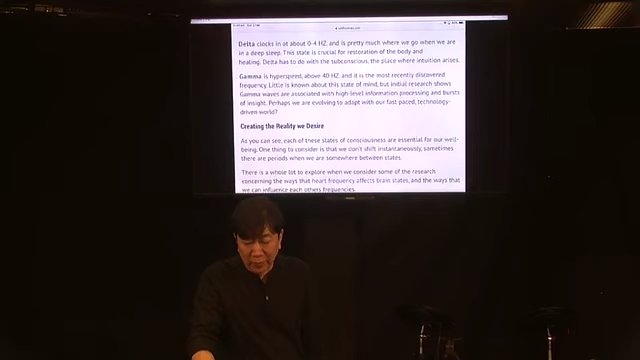 Delta clocks in at about 0-4 HZ, and is pretty much where we go when we are
in a deep sleep. This state is crucial for restoration of the body and
healing. Delta has to do with the subconscious, the place where intuition arises.
Gamma is hyperspeed, above 40 HZ, and it is the most recently discovered
frequency. Little is known about this state of mind, but initial research shows
Gamma waves are associated with high-level information processing and bursts
of insight. Perhaps we are evolving to adapt with our fast paced, technology-
driven world?
Creating the Reality we Desire
As you can see, each of these states of consciousness are essential for our well-
being. One thing to consider is that we don't shift instantaneously, sometimes
there are periods when we are somewhere between states.
There is a whole lot to explore when we consider some of the research
concerning the ways that heart frequency affects brain states, and the ways that
we can influence each others frequencies.